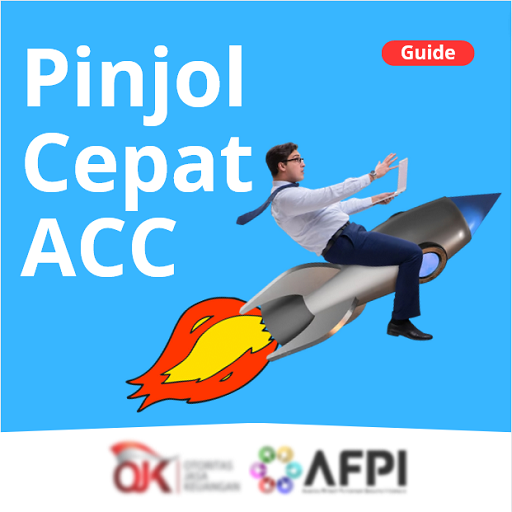 Pinjol
Guide
Cepat
ACC
OJK
OTORITAS
JASA
KEUANGAN
AFPI